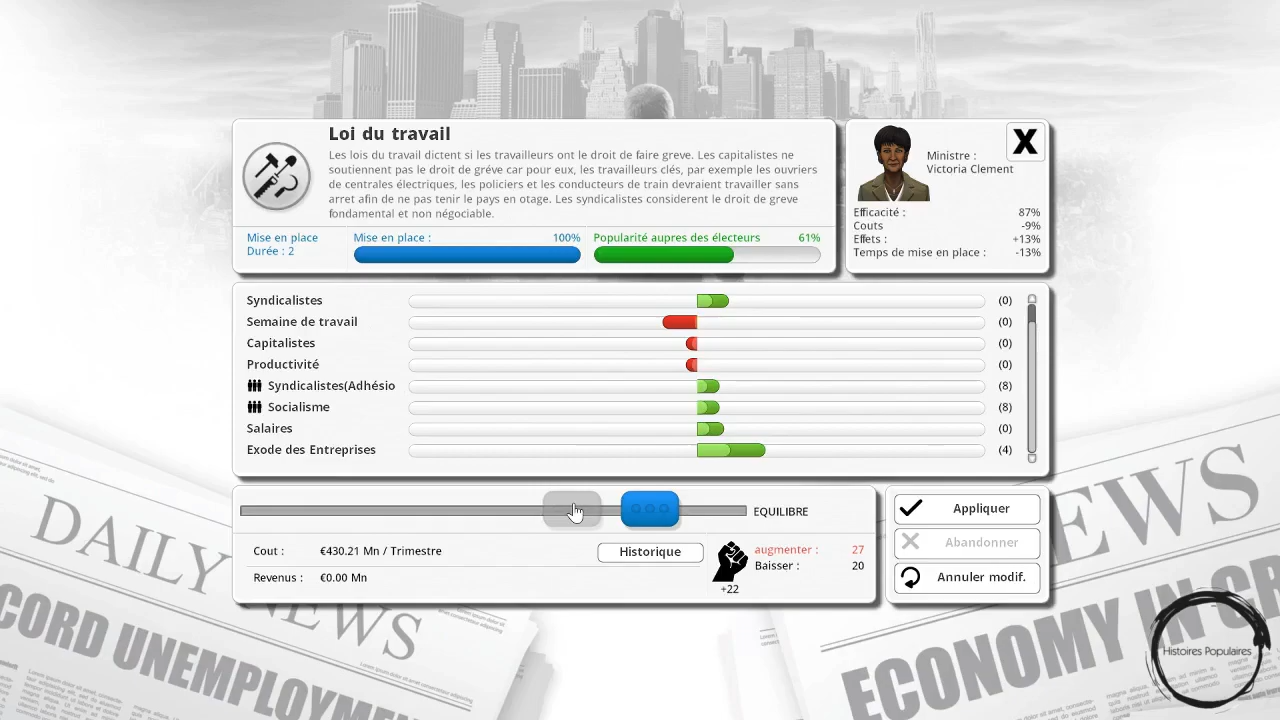 Loi du travail
Les lois du travail dictent si les travailleurs ont le droit de faire greve. Les capitalistes ne
soutiennent pas le droit de gréve car pour eux, les travailleurs clés, par exemple les ouvriers
de centrales électriques, les policiers et les conducteurs de train devraient travailler sans
arret afin de ne pas tenir le pays en otage. Les syndicalistes considerent le droit de greve
fondamental et non négociable.
Mise en place
Durée : 2
Mise en place : 100%
Popularité aupres des électeurs 61%
X
Ministre :
Victoria Clement
Efficacité : 87%
Couts -9%
Effets : +13%
Temps de mise en place : -13%
Syndicalistes (0)
Semaine de travail (0)
Capitalistes (0)
Productivité (0)
Syndicalistes(Adhésio (8)
Socialisme (8)
Salaires (0)
Exode des Entreprises (4)
EQUILIBRE
Cout : €430.21 Mn / Trimestre
Revenus : €0.00 Mn
Historique
+22
augmenter : 27
Baisser : 20
Appliquer
Abandonner
Annuler modif.
DAILY NEWS
CORD UNEMPLOYME
NEWS
ECONOMY IN CR
Histoires Populaires